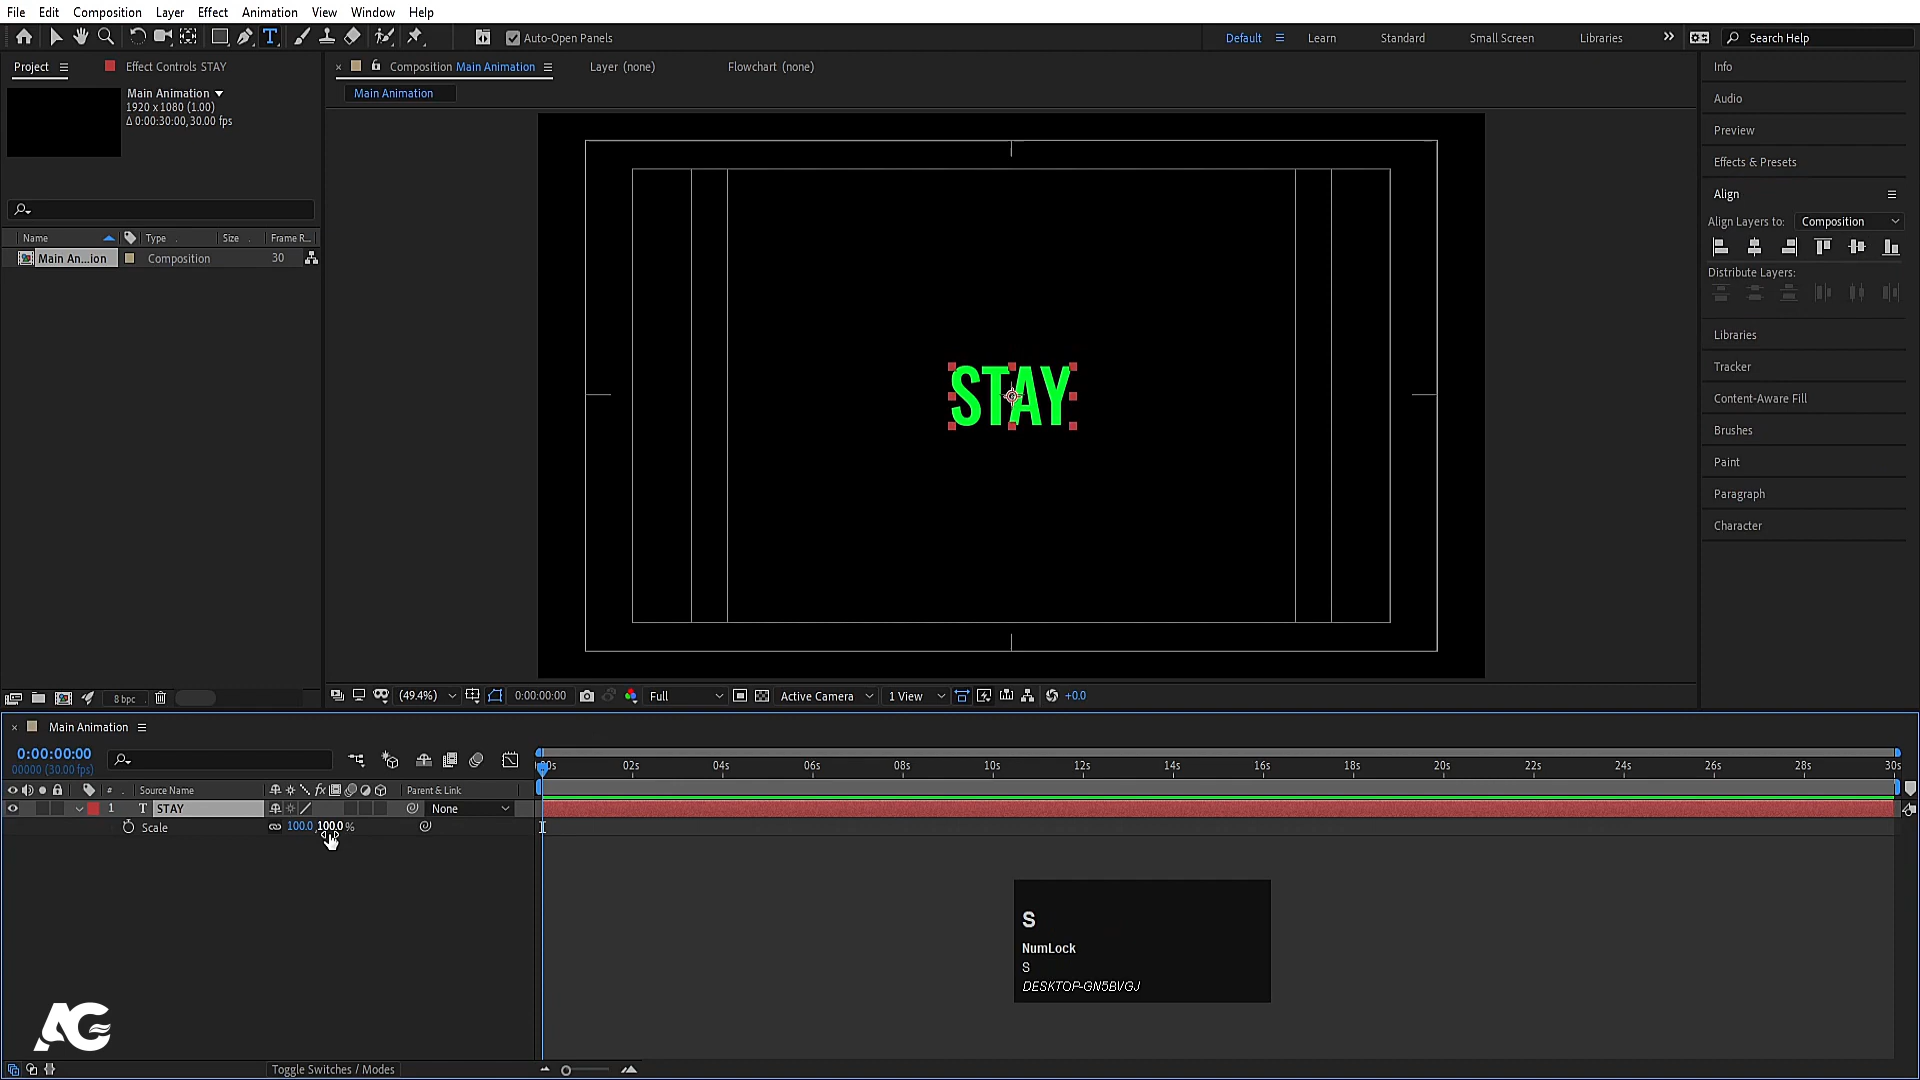 File Edit Composition Layer Effect Animation View Window Help
Auto-Open Panels
Default Learn Standard Small Screen Libraries Search Help
Project Effect Controls STAY
Composition Main Animation Layer (none) Flowchart (none)
Main Animation
Main Animation
1920 x 1080 (1.00)
Δ 0:00:30:00, 30.00 fps
Name Type Size Frame R...
Main An...ion Composition 30
STAY
Info
Audio
Preview
Effects & Presets
Align
Align Layers to: Composition
Distribute Layers:
Libraries
Tracker
Content-Aware Fill
Brushes
Paint
Paragraph
Character
8 bpc
(49.4%) 0:00:00:00 Full Active Camera 1 View +0.0
Main Animation
0:00:00:00
00000 (30.00 fps)
02s 04s 06s 08s 10s 12s 14s 16s 18s 20s 22s 24s 26s 28s 30s
# Source Name Parent & Link
1 T STAY None
Scale 100.0, 100.0 %
S
NumLock
S
DESKTOP-GN5BVGJ
AG
Toggle Switches / Modes